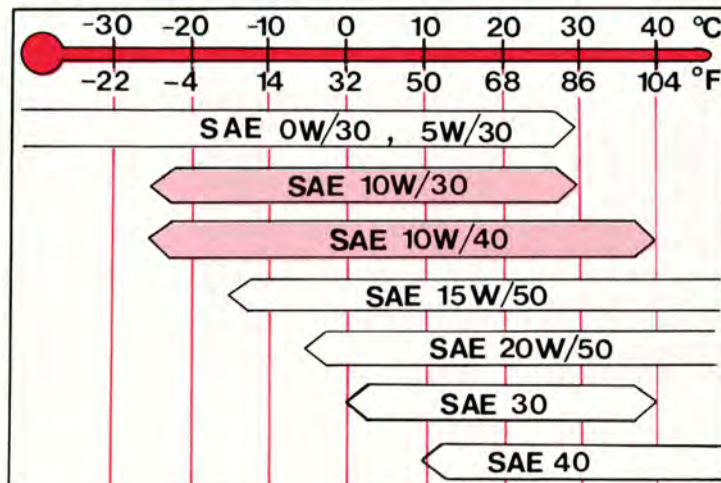 -30 -20 -10 0 10 20 30 40 °C
-22 -4 14 32 50 68 86 104 °F
SAE 0W/30 , 5W/30
SAE 10W/30
SAE 10W/40
SAE 15W/50
SAE 20W/50
SAE 30
SAE 40